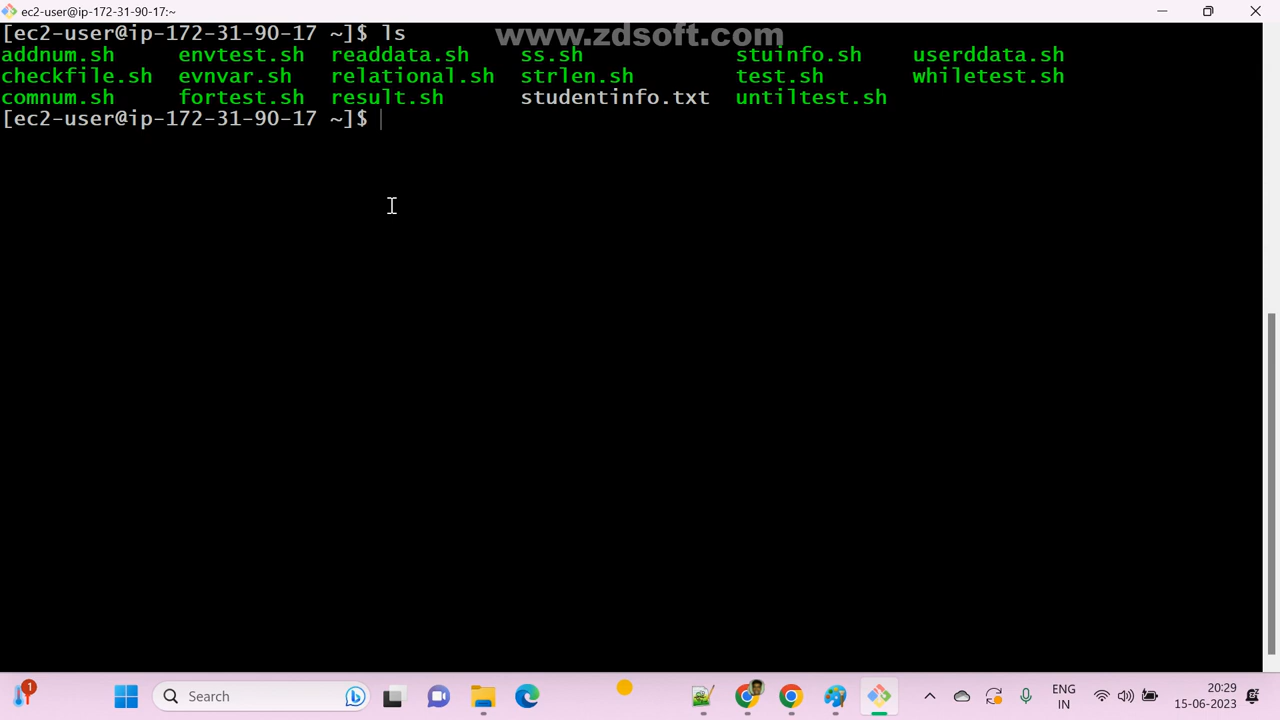 ec2-user@ip-172-31-90-17:~
[ec2-user@ip-172-31-90-17 ~]$ ls
www.zdsoft.com
addnum.sh envtest.sh readdata.sh ss.sh stuinfo.sh userddata.sh
checkfile.sh evnvar.sh relational.sh strlen.sh test.sh whiletest.sh
comnum.sh fortest.sh result.sh studentinfo.txt untiltest.sh
[ec2-user@ip-172-31-90-17 ~]$
1
Search
ENG
IN
20:29
15-06-2023